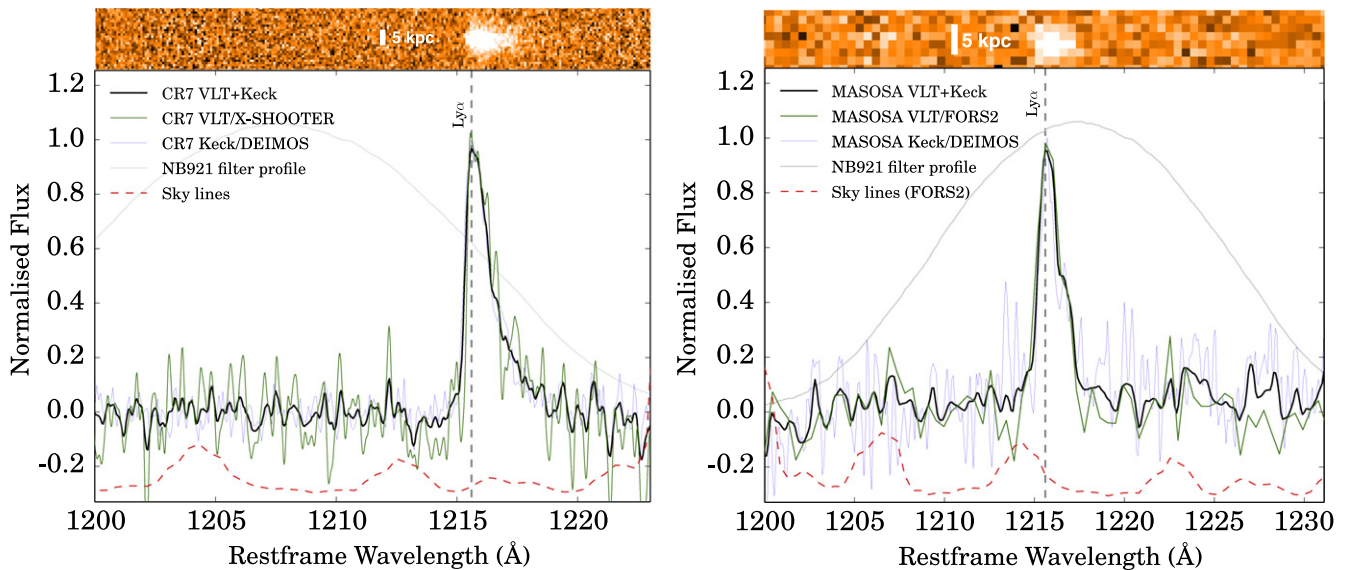 5 kpc
1.2
1.0
0.8
0.6
0.4
0.2
0.0
-0.2
Normalised Flux
CR7 VLT+Keck
CR7 VLT/X-SHOOTER
CR7 Keck/DEIMOS
NB921 filter profile
Sky lines
Lyα
1200 1205 1210 1215 1220
Restframe Wavelength (Å)
5 kpc
1.2
1.0
0.8
0.6
0.4
0.2
0.0
-0.2
Normalised Flux
MASOSA VLT+Keck
MASOSA VLT/FORS2
MASOSA Keck/DEIMOS
NB921 filter profile
Sky lines (FORS2)
Lyα
1200 1205 1210 1215 1220 1225 1230
Restframe Wavelength (Å)